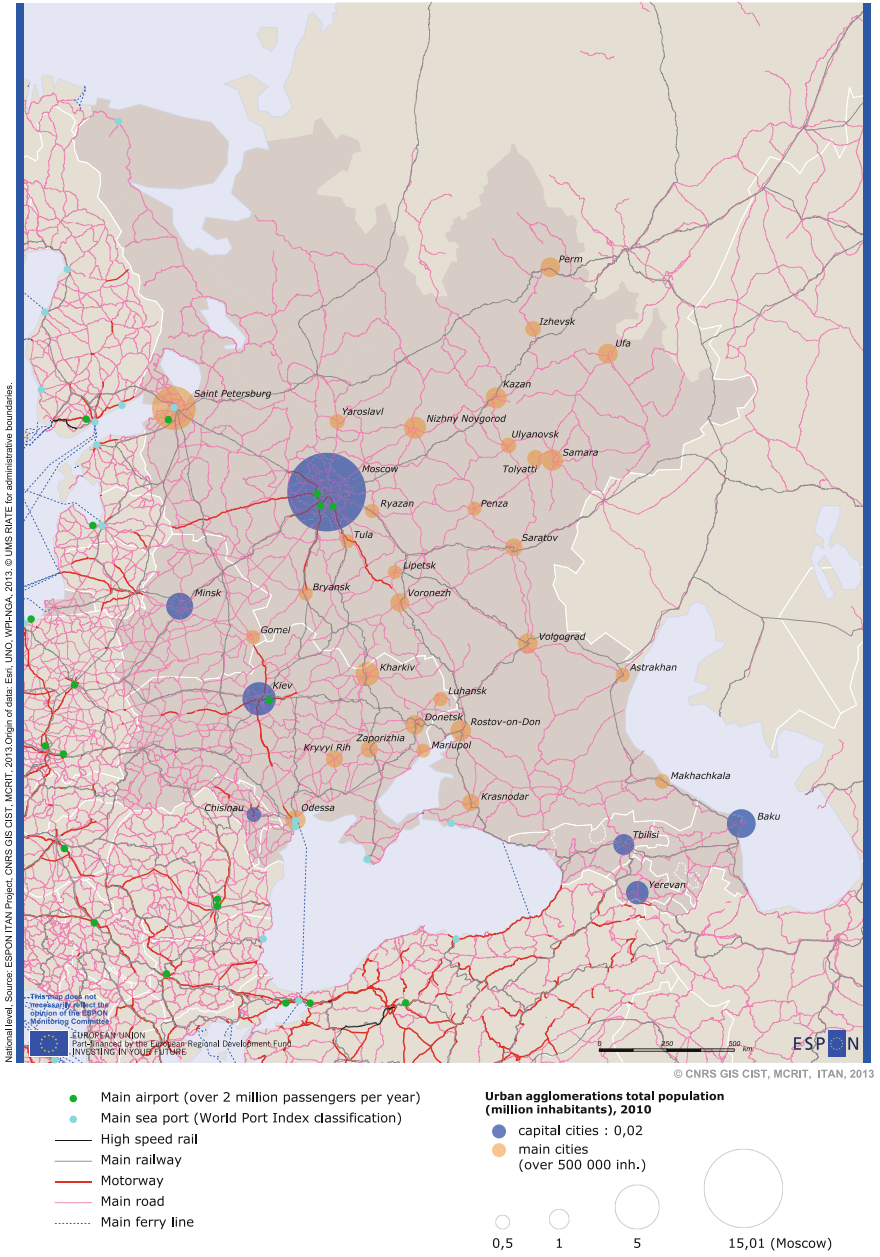 National level. Source: ESPON ITAN Project, CNRS GIS CIST, MCRIT, 2013.Origin of data: Esri, UNO, WPI-NGA, 2013. © UMS RIATE for administrative boundaries.
Perm
Izhevsk
Ufa
Saint Petersburg
Kazan
Yaroslavl
Nizhny Novgorod
Ulyanovsk
Samara
Tolyatti
Moscow
Ryazan
Penza
Tula
Saratov
Lipetsk
Bryansk
Minsk
Voronezh
Gomel
Volgograd
Kharkiv
Astrakhan
Kiev
Luhansk
Donetsk
Rostov-on-Don
Zaporizhia
Kryvyi Rih
Mariupol
Makhachkala
Krasnodar
Chisinau
Odessa
Baku
Tbilisi
Yerevan
This map does not
necessarily reflect the
opinion of the ESPON
Monitoring Committee
EUROPEAN UNION
Part-financed by the European Regional Development Fund
INVESTING IN YOUR FUTURE
0 250 500
km
ESPON
© CNRS GIS CIST, MCRIT, ITAN, 2013
Main airport (over 2 million passengers per year)
Main sea port (World Port Index classification)
High speed rail
Main railway
Motorway
Main road
Main ferry line
Urban agglomerations total population
(million inhabitants), 2010
capital cities : 0,02
main cities
(over 500 000 inh.)
0,5 1 5 15,01 (Moscow)